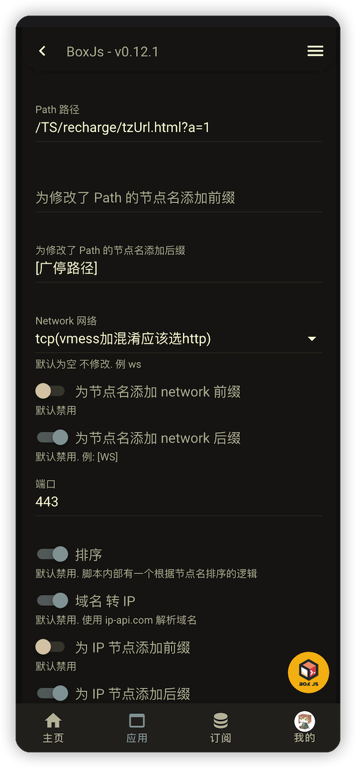 BoxJs - v0.12.1
Path 路径
/TS/recharge/tzUrl.html?a=1
为修改了 Path 的节点名添加前缀
为修改了 Path 的节点名添加后缀
[广停路径]
Network 网络
tcp(vmess加混淆应该选http)
默认为空 不修改. 例 ws
为节点名添加 network 前缀
默认禁用
为节点名添加 network 后缀
默认禁用. 例: [WS]
端口
443
排序
默认禁用. 脚本内部有一个根据节点名排序的逻辑
域名 转 IP
默认禁用. 使用 ip-api.com 解析域名
为 IP 节点添加前缀
默认禁用
为 IP 节点添加后缀
BOX JS
主页
应用
订阅
我的